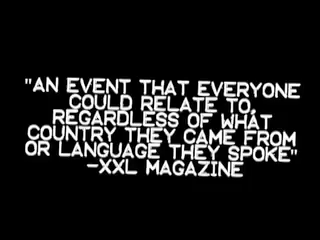 "AN EVENT THAT EVERYONE
COULD RELATE TO,
REGARDLESS OF WHAT
COUNTRY THEY CAME FROM
OR LANGUAGE THEY SPOKE"
-XXL MAGAZINE